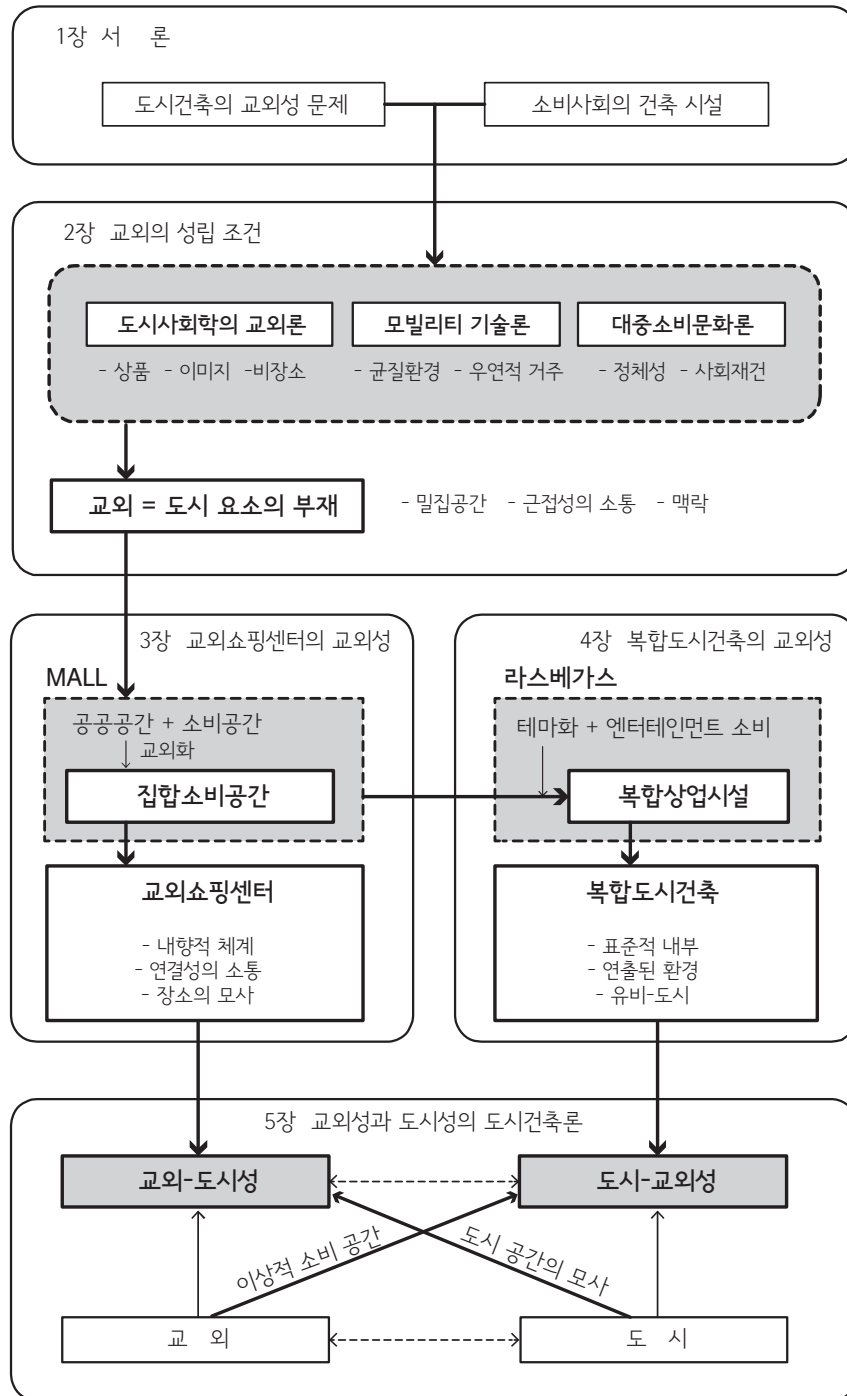 1장 서 론
도시건축의 교외성 문제
소비사회의 건축 시설
2장 교외의 성립 조건
도시사회학의 교외론
모빌리티 기술론
대중소비문화론
- 상품 - 이미지 -비장소
- 균질환경 - 우연적 거주
- 정체성 - 사회재건
교외 = 도시 요소의 부재
- 밀집공간 - 근접성의 소통 - 맥락
3장 교외쇼핑센터의 교외성
MALL
공공공간 + 소비공간
교외화
집합소비공간
교외쇼핑센터
- 내향적 체계
- 연결성의 소통
- 장소의 모사
4장 복합도시건축의 교외성
라스베가스
테마화 + 엔터테인먼트 소비
복합상업시설
복합도시건축
- 표준적 내부
- 연출된 환경
- 유비-도시
5장 교외성과 도시성의 도시건축론
교외-도시성
도시-교외성
이상적 소비 공간
도시 공간의 모사
교 외
도 시